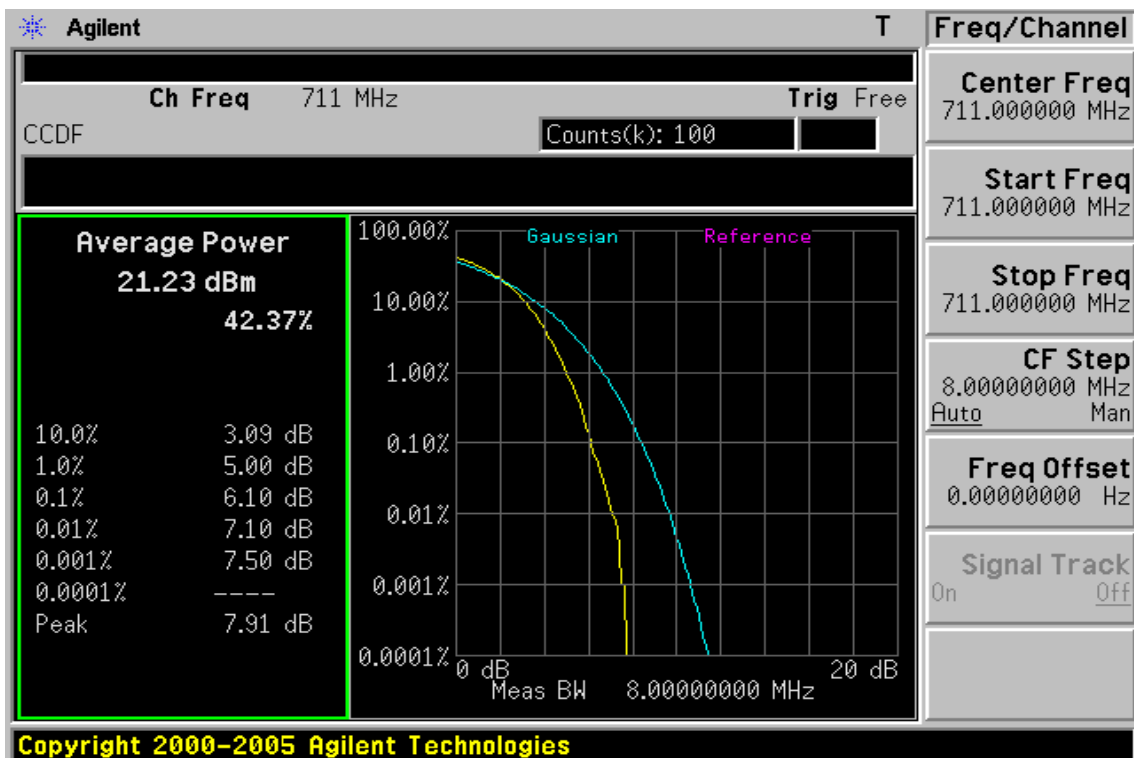 Agilent T
Ch Freq 711 MHz Trig Free
CCDF Counts(k): 100
Average Power
21.23 dBm
42.37%
10.0% 3.09 dB
1.0% 5.00 dB
0.1% 6.10 dB
0.01% 7.10 dB
0.001% 7.50 dB
0.0001% ----
Peak 7.91 dB
100.00%
Gaussian Reference
10.00%
1.00%
0.10%
0.01%
0.001%
0.0001%
0 dB 20 dB
Meas BW 8.00000000 MHz
Freq/Channel
Center Freq
711.000000 MHz
Start Freq
711.000000 MHz
Stop Freq
711.000000 MHz
CF Step
8.00000000 MHz
Auto Man
Freq Offset
0.00000000 Hz
Signal Track
On Off
Copyright 2000-2005 Agilent Technologies